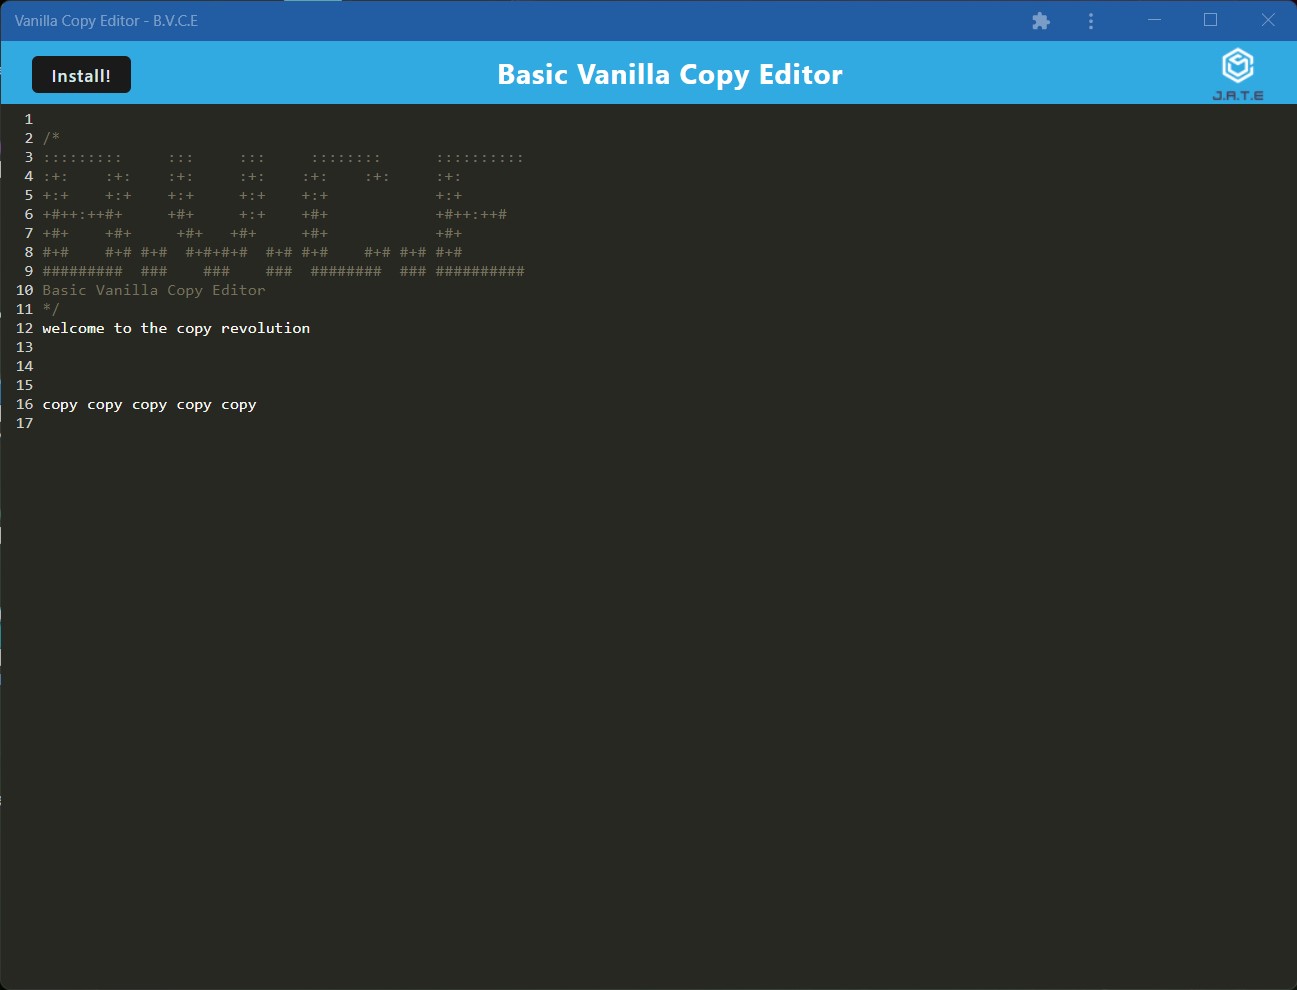 Vanilla Copy Editor - B.V.C.E
Install!
Basic Vanilla Copy Editor
J.A.T.E
1
2 /*
3 :::::::::     :::     :::     ::::::::      ::::::::::
4 :+:    :+:    :+:     :+:    :+:    :+:     :+:
5 +:+    +:+    +:+     +:+    +:+            +:+
6 +#++:++#+     +#+     +:+    +#+            +#++:++#
7 +#+    +#+     +#+   +#+     +#+            +#+
8 #+#    #+# #+#  #+#+#+#  #+# #+#    #+# #+# #+#
9 #########  ###    ###    ###  ########  ### ##########
10 Basic Vanilla Copy Editor
11 */
12 welcome to the copy revolution
13
14
15
16 copy copy copy copy copy
17